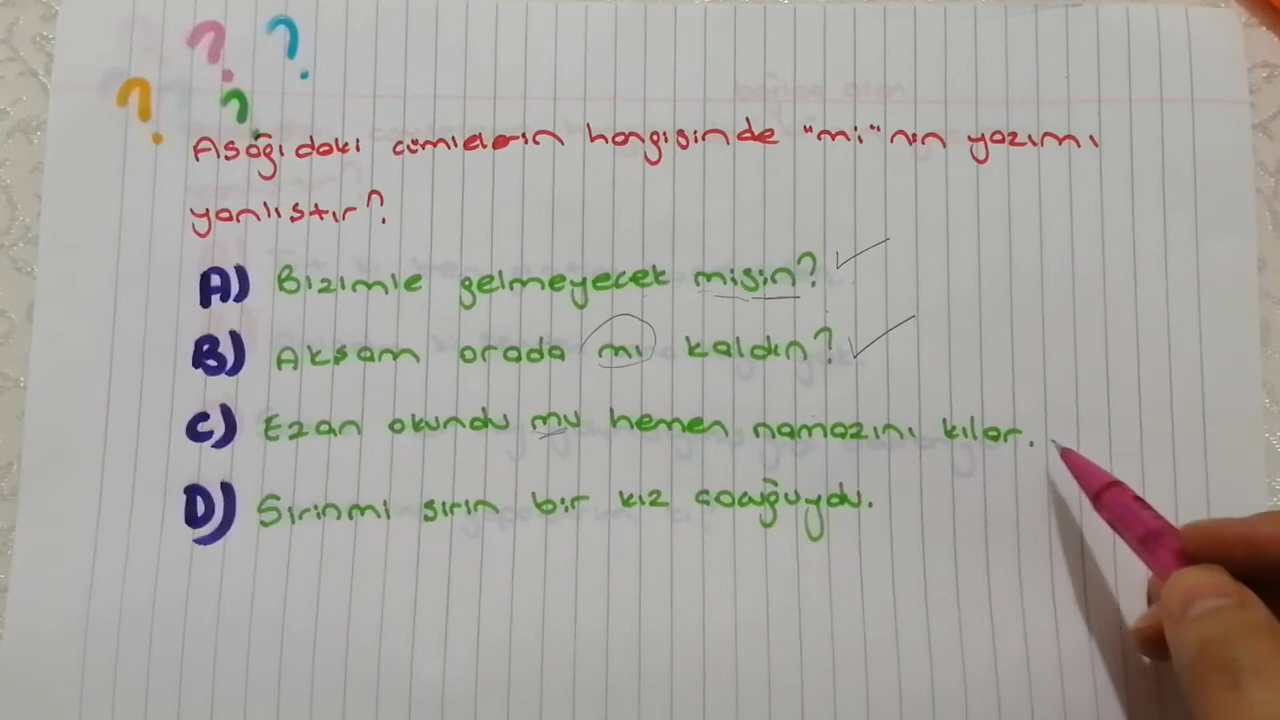 ? ?
? ?
Aşağıdaki cümlelerin hangisinde "mi"nin yazımı
yanlıştır?
A) Bizimle gelmeyecek misin?
B) Akşam orada mı kaldın?
C) Ezan okundu mu hemen namazını kılar.
D) Şirinmi şirin bir kız çocuğuydu.